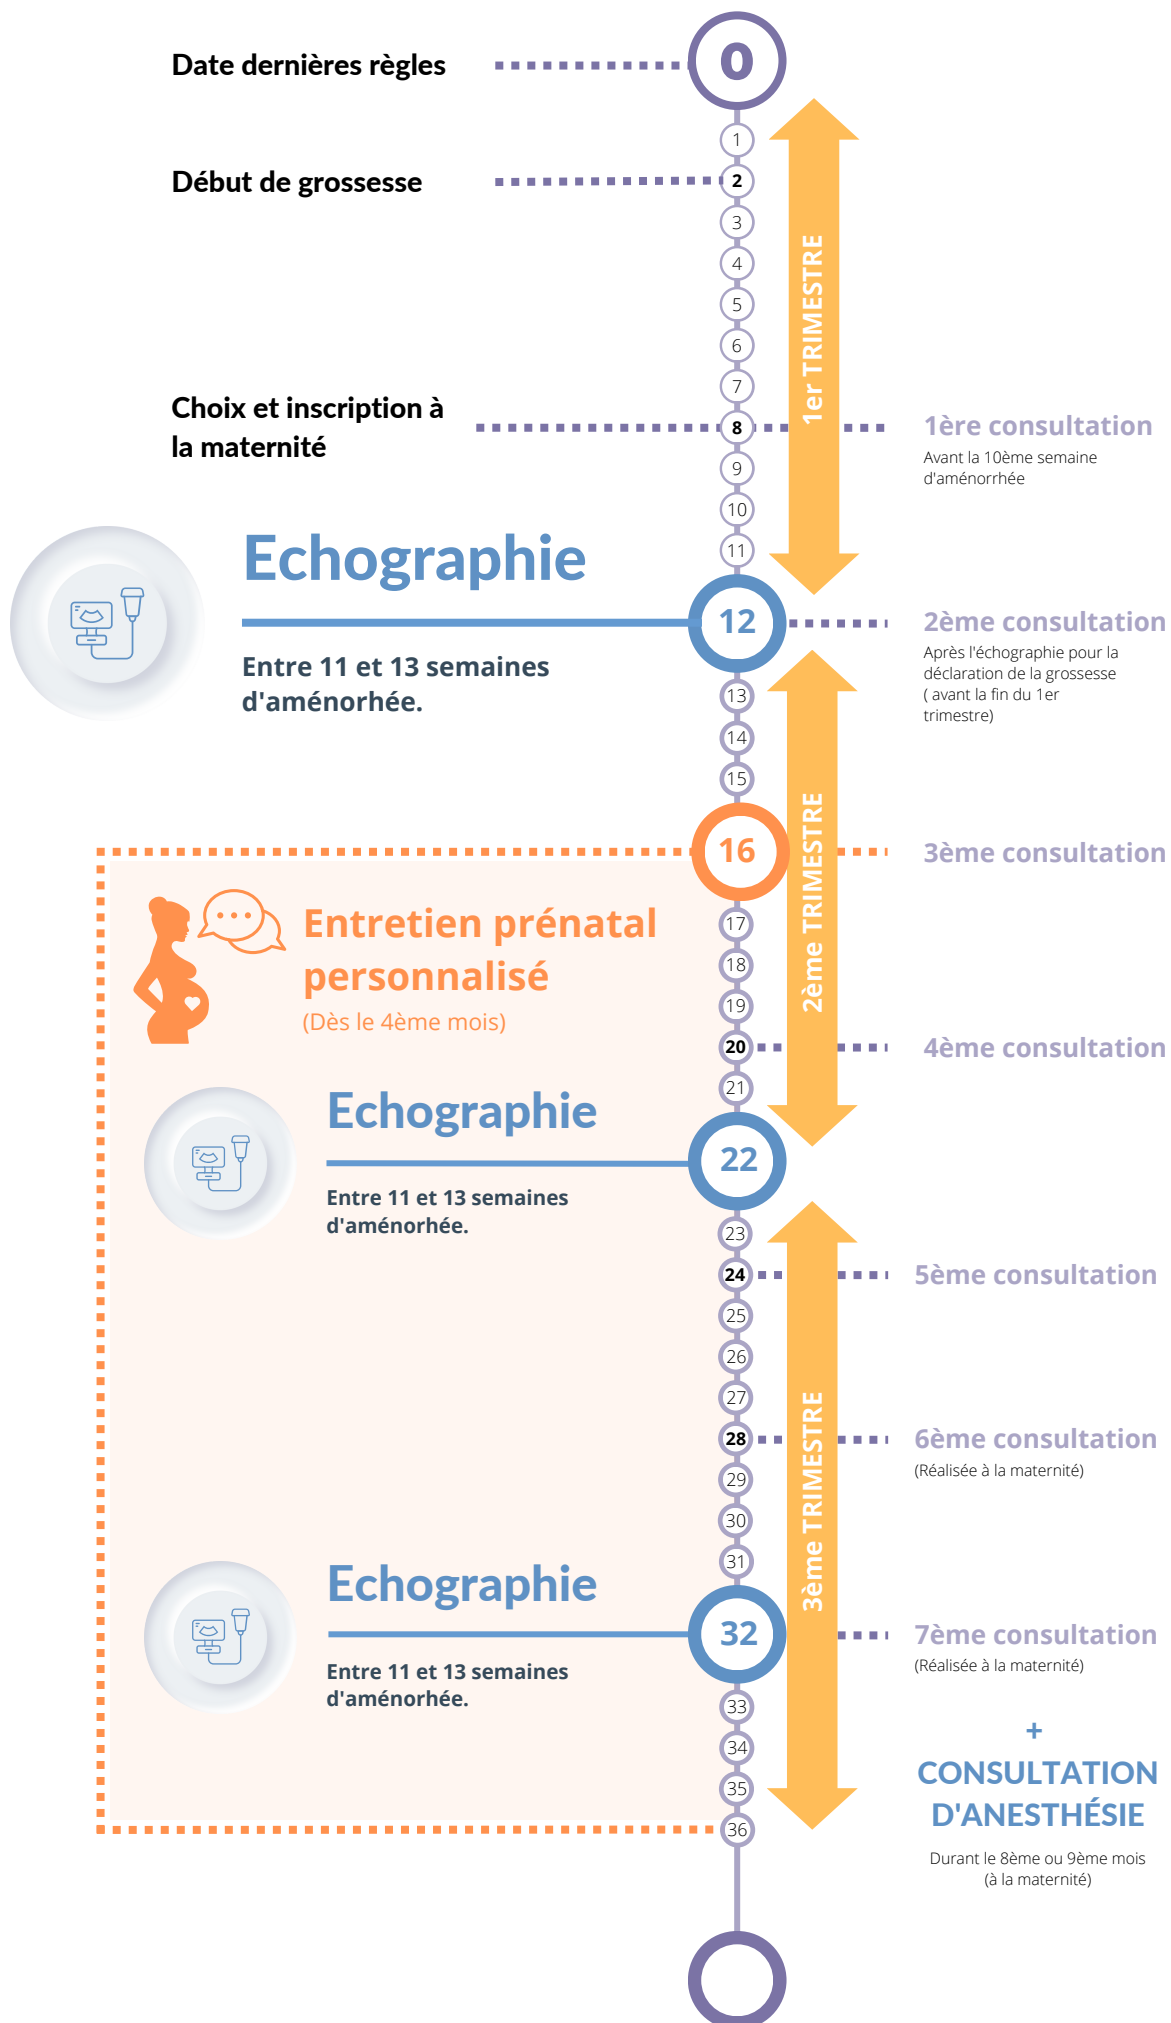 Date dernières règles
0
1
Début de grossesse
2
3
4
5
6
7
1er TRIMESTRE
Choix et inscription à
la maternité
8
1ère consultation
Avant la 10ème semaine
d'aménorrhée
9
10
11
Echographie
12
Entre 11 et 13 semaines
d'aménorhée.
2ème consultation
Après l'échographie pour la
déclaration de la grossesse
( avant la fin du 1er
trimestre)
13
14
15
16
3ème consultation
2ème TRIMESTRE
Entretien prénatal
personnalisé
(Dès le 4ème mois)
17
18
19
20
4ème consultation
21
Echographie
22
Entre 11 et 13 semaines
d'aménorhée.
23
24
5ème consultation
25
26
27
28
6ème consultation
(Réalisée à la maternité)
29
30
31
3ème TRIMESTRE
Echographie
32
Entre 11 et 13 semaines
d'aménorhée.
7ème consultation
(Réalisée à la maternité)
33
34
35
36
+
CONSULTATION
D'ANESTHÉSIE
Durant le 8ème ou 9ème mois
(à la maternité)